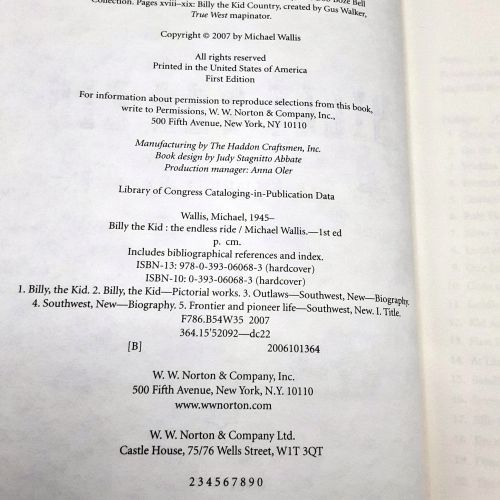 Collection. Pages xviii–xix: Billy the Kid Country, created by Gus Walker,
True West mapinator.
Copyright © 2007 by Michael Wallis
All rights reserved
Printed in the United States of America
First Edition
For information about permission to reproduce selections from this book,
write to Permissions, W. W. Norton & Company, Inc.,
500 Fifth Avenue, New York, NY 10110
Manufacturing by The Haddon Craftsmen, Inc.
Book design by Judy Stagnitto Abbate
Production manager: Anna Oler
Library of Congress Cataloging-in-Publication Data
Wallis, Michael, 1945–
Billy the Kid : the endless ride / Michael Wallis.—1st ed
p. cm.
Includes bibliographical references and index.
ISBN-13: 978-0-393-06068-3 (hardcover)
ISBN-10: 0-393-06068-3 (hardcover)
1. Billy, the Kid. 2. Billy, the Kid—Pictorial works. 3. Outlaws—Southwest, New—Biography.
4. Southwest, New—Biography. 5. Frontier and pioneer life—Southwest, New. I. Title.
F786.B54W35 2007
364.15'52092—dc22
[B] 2006101364
W. W. Norton & Company, Inc.
500 Fifth Avenue, New York, N.Y. 10110
www.wwnorton.com
W. W. Norton & Company Ltd.
Castle House, 75/76 Wells Street, W1T 3QT
2 3 4 5 6 7 8 9 0